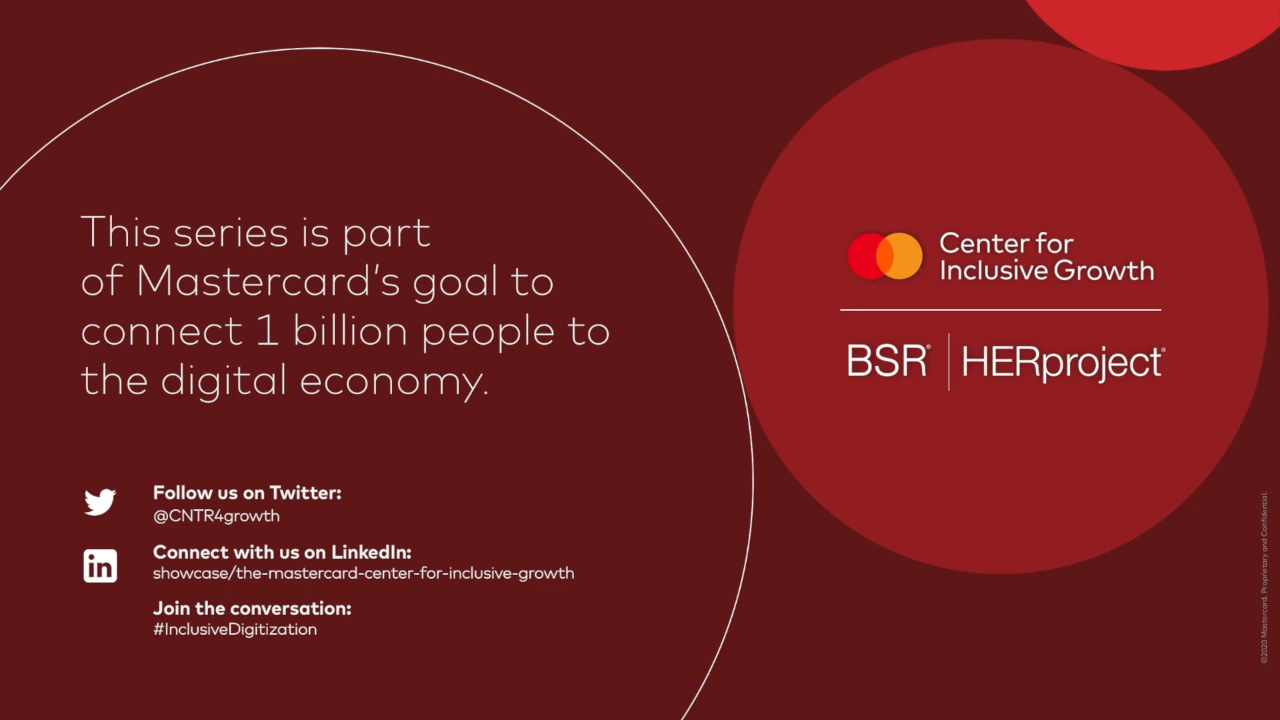 This series is part
of Mastercard's goal to
connect 1 billion people to
the digital economy.
Follow us on Twitter:
@CNTR4growth
in
Connect with us on LinkedIn:
showcase/the-mastercard-center-for-inclusive-growth
Join the conversation:
#InclusiveDigitization
Center for
Inclusive Growth
BSR® | HERproject®
©2020 Mastercard. Proprietary and Confidential.